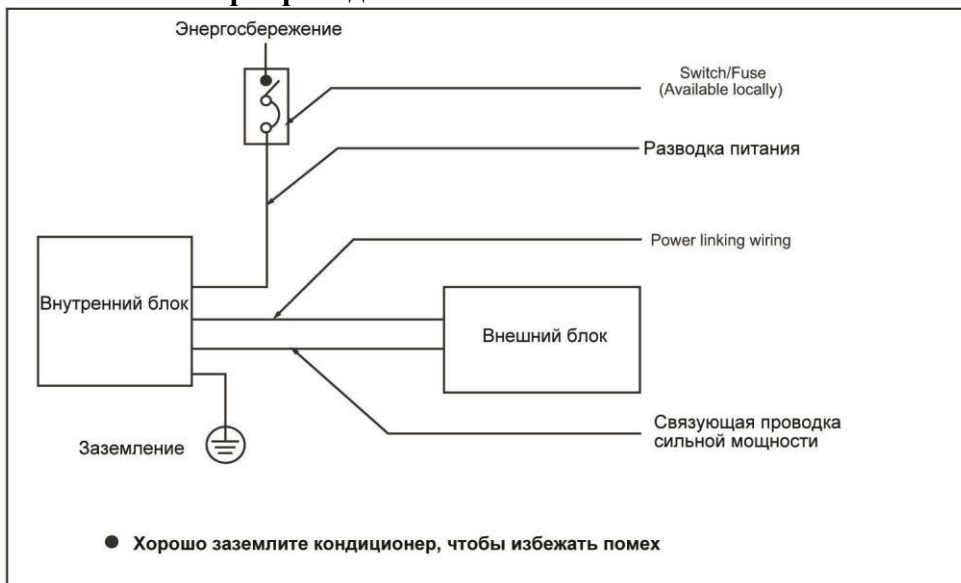 Энергосбережение
Switch/Fuse
(Available locally)
Разводка питания
Power linking wiring
Внутренний блок
Внешний блок
Связующая проводка
сильной мощности
Заземление
● Хорошо заземлите кондиционер, чтобы избежать помех